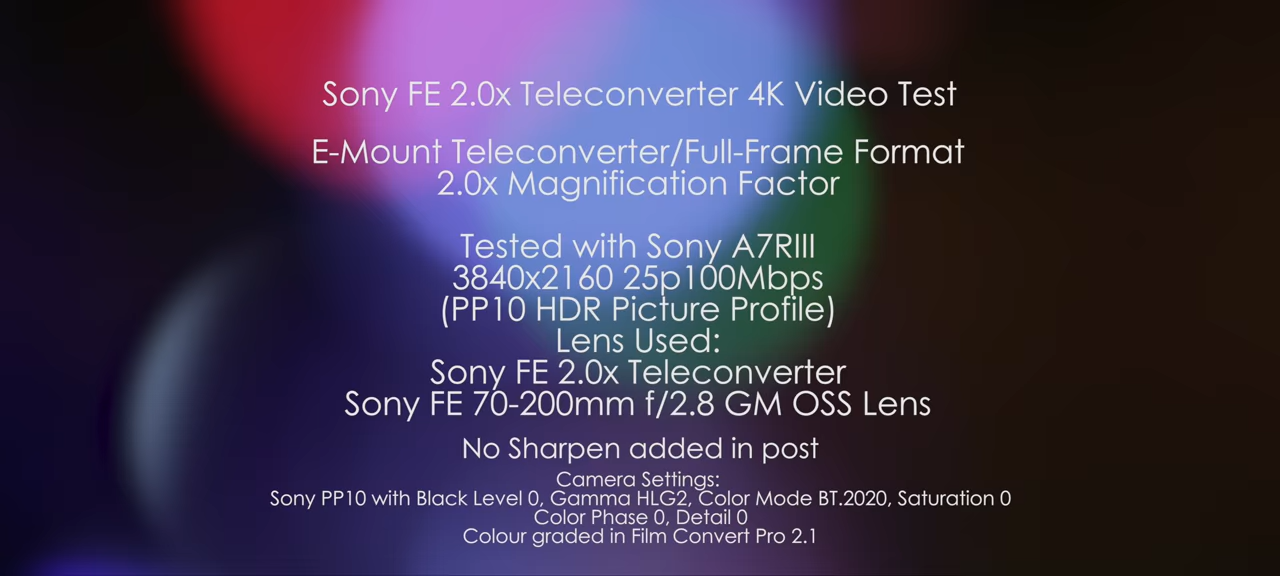 Sony FE 2.0x Teleconverter 4K Video Test
E-Mount Teleconverter/Full-Frame Format
2.0x Magnification Factor
Tested with Sony A7RIII
3840x2160 25p100Mbps
(PP10 HDR Picture Profile)
Lens Used:
Sony FE 2.0x Teleconverter
Sony FE 70-200mm f/2.8 GM OSS Lens
No Sharpen added in post
Camera Settings:
Sony PP10 with Black Level 0, Gamma HLG2, Color Mode BT.2020, Saturation 0
Color Phase 0, Detail 0
Colour graded in Film Convert Pro 2.1